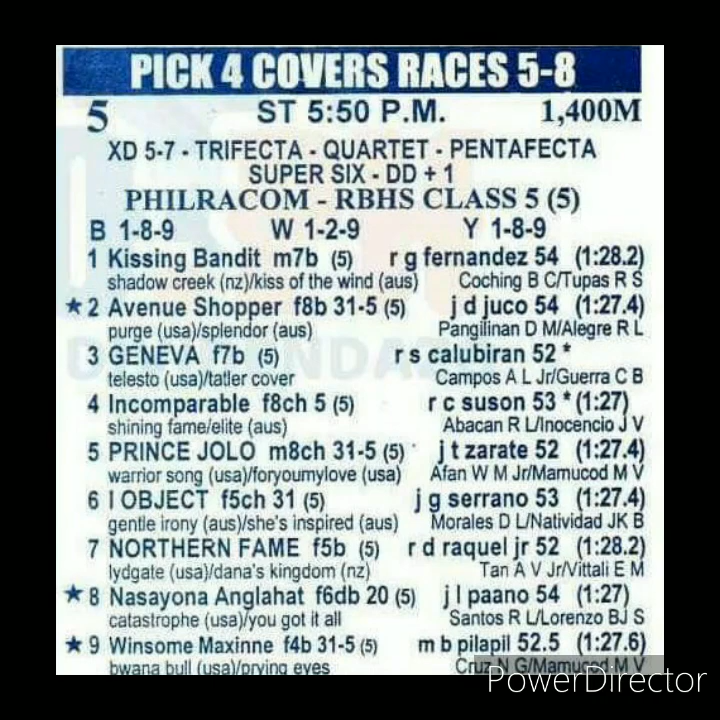 PICK 4 COVERS RACES 5-8
5 ST 5:50 P.M. 1,400M
XD 5-7 - TRIFECTA - QUARTET - PENTAFECTA
SUPER SIX - DD + 1
PHILRACOM - RBHS CLASS 5 (5)
B 1-8-9 W 1-2-9 Y 1-8-9
1 Kissing Bandit m7b (5) r g fernandez 54 (1:28.2)
shadow creek (nz)/kiss of the wind (aus) Coching B C/Tupas R S
★ 2 Avenue Shopper f8b 31-5 (5) j d juco 54 (1:27.4)
purge (usa)/splendor (aus) Pangilinan D M/Alegre R L
3 GENEVA f7b (5) r s calubiran 52 *
telesto (usa)/tatler cover Campos A L Jr/Guerra C B
4 Incomparable f8ch 5 (5) r c suson 53 * (1:27)
shining fame/elite (aus) Abacan R L/Inocencio J V
5 PRINCE JOLO m8ch 31-5 (5) j t zarate 52 (1:27.4)
warrior song (usa)/foryoumylove (usa) Afan W M Jr/Mamucod M V
6 I OBJECT f5ch 31 (5) j g serrano 53 (1:27.4)
gentle irony (aus)/she's inspired (aus) Morales D L/Natividad JK B
7 NORTHERN FAME f5b (5) r d raquel jr 52 (1:28.2)
lydgate (usa)/dana's kingdom (nz) Tan A V Jr/Vittali E M
★ 8 Nasayona Anglahat f6db 20 (5) j l paano 54 (1:27)
catastrophe (usa)/you got it all Santos R L/Lorenzo BJ S
★ 9 Winsome Maxinne f4b 31-5 (5) m b pilapil 52.5 (1:27.6)
bwana bull (usa)/prying eyes Cruz N G/Mamucod M V
PowerDirector